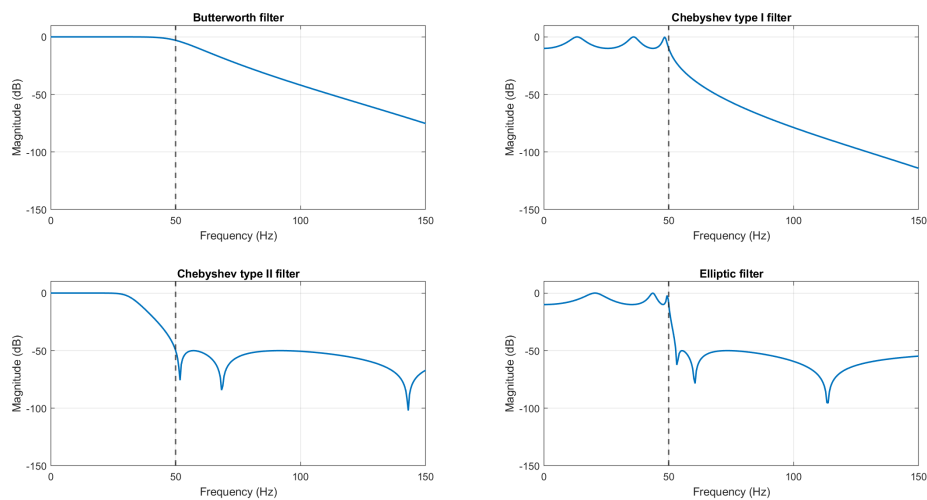 Butterworth filter
0
-50
-100
-150
Magnitude (dB)
0 50 100 150
Frequency (Hz)
Chebyshev type I filter
0
-50
-100
-150
Magnitude (dB)
0 50 100 150
Frequency (Hz)
Chebyshev type II filter
0
-50
-100
-150
Magnitude (dB)
0 50 100 150
Frequency (Hz)
Elliptic filter
0
-50
-100
-150
Magnitude (dB)
0 50 100 150
Frequency (Hz)